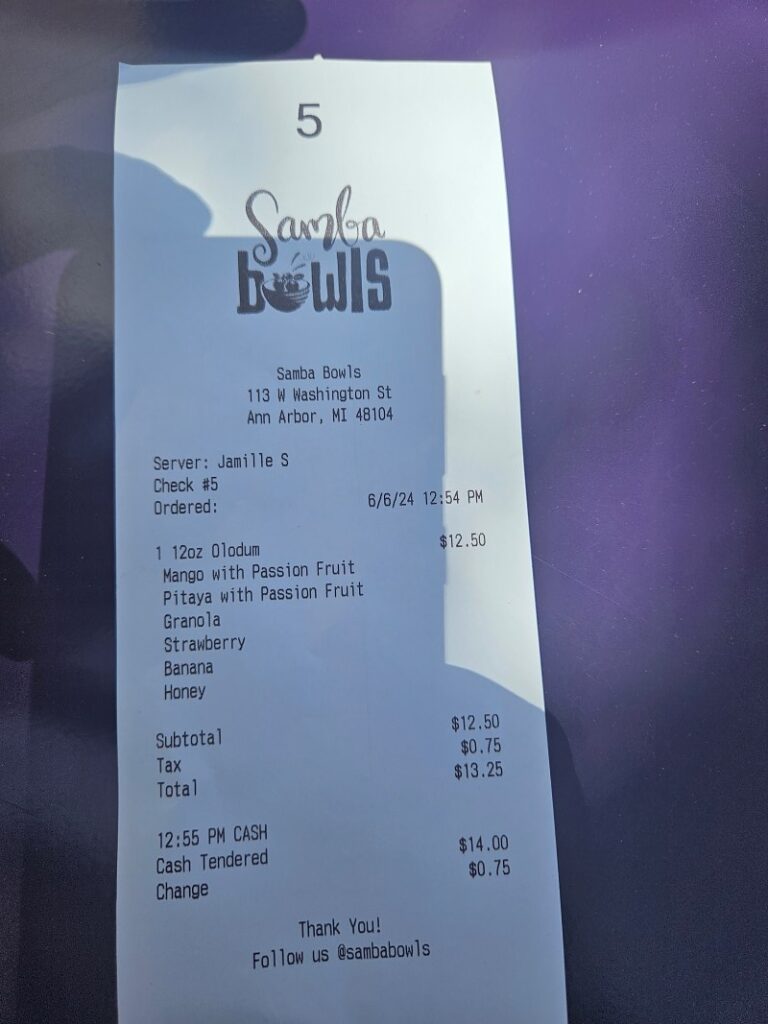 5
Samba
bowls
Samba Bowls
113 W Washington St
Ann Arbor, MI 48104
Server: Jamille S
Check #5
Ordered: 6/6/24 12:54 PM
1 12oz Olodum $12.50
Mango with Passion Fruit
Pitaya with Passion Fruit
Granola
Strawberry
Banana
Honey
Subtotal $12.50
Tax $0.75
Total $13.25
12:55 PM CASH
Cash Tendered $14.00
Change $0.75
Thank You!
Follow us @sambabowls